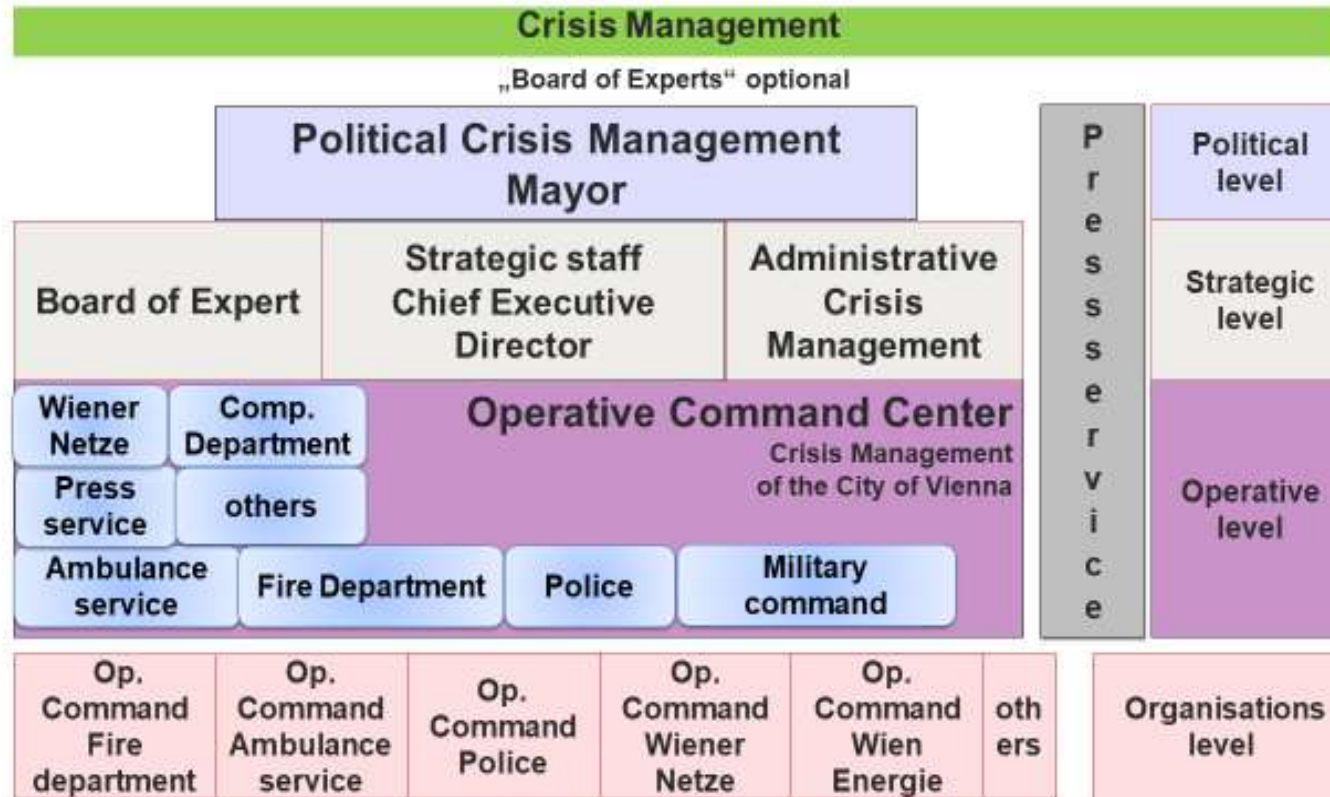 Crisis Management
„Board of Experts“ optional
Political Crisis Management
Mayor
Board of Expert
Strategic staff
Chief Executive
Director
Administrative
Crisis
Management
Pressservice
Political
level
Strategic
level
Operative
level
Operative Command Center
Crisis Management
of the City of Vienna
Wiener
Netze
Comp.
Department
Press
service
others
Ambulance
service
Fire Department
Police
Military
command
Op.
Command
Fire
department
Op.
Command
Ambulance
service
Op.
Command
Police
Op.
Command
Wiener
Netze
Op.
Command
Wien
Energie
oth
ers
Organisations
level